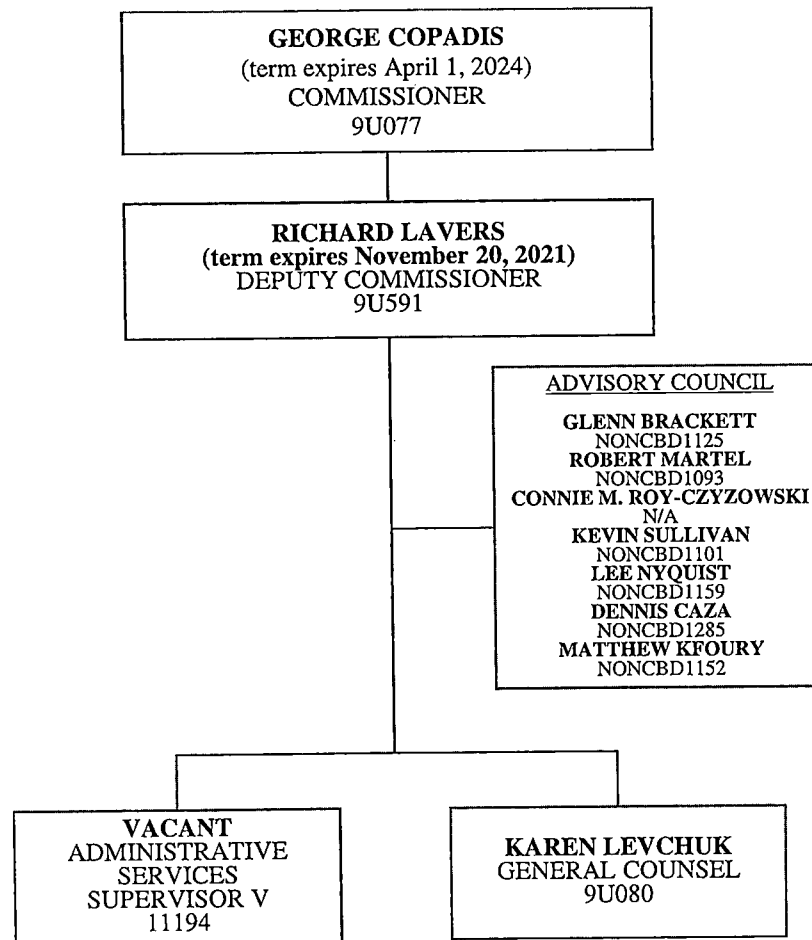 GEORGE COPADIS
(term expires April 1, 2024)
COMMISSIONER
9U077
RICHARD LAVERS
(term expires November 20, 2021)
DEPUTY COMMISSIONER
9U591
ADVISORY COUNCIL
GLENN BRACKETT
NONCBD1125
ROBERT MARTEL
NONCBD1093
CONNIE M. ROY-CZYZOWSKI
N/A
KEVIN SULLIVAN
NONCBD1101
LEE NYQUIST
NONCBD1159
DENNIS CAZA
NONCBD1285
MATTHEW KFOURY
NONCBD1152
VACANT
ADMINISTRATIVE
SERVICES
SUPERVISOR V
11194
KAREN LEVCHUK
GENERAL COUNSEL
9U080